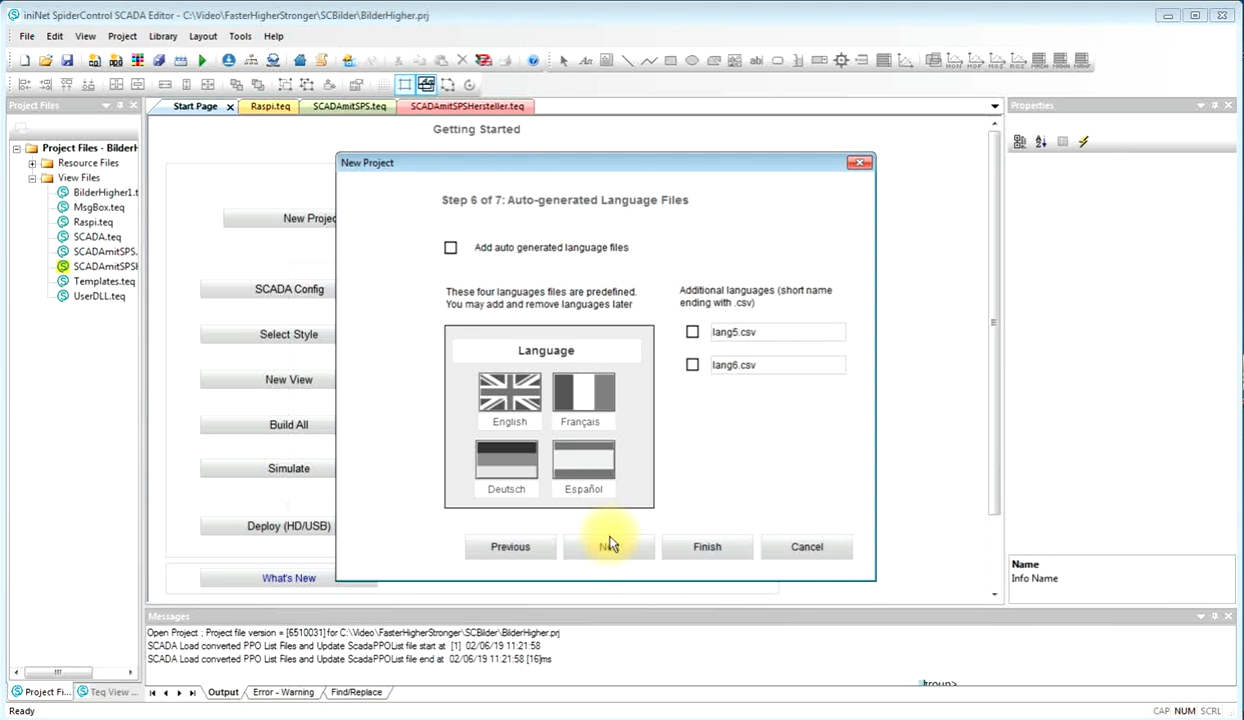 iniNet SpiderControl SCADA Editor - C:\Video\FasterHigherStronger\SCBilder\BilderHigher.prj
File Edit View Project Library Layout Tools Help
Project Files
Start Page Raspi.teq SCADAmitSPS.teq SCADAmitSPSHersteller.teq
Properties
Project Files - BilderH
Resource Files
View Files
BilderHigher1.t
MsgBox.teq
Raspi.teq
SCADA.teq
SCADAmitSPS.
SCADAmitSPSH
Templates.teq
UserDLL.teq
Getting Started
New Projec
SCADA Config
Select Style
New View
Build All
Simulate
Deploy (HD/USB)
What's New
New Project
Step 6 of 7: Auto-generated Language Files
Add auto generated language files
These four languages files are predefined.
You may add and remove languages later
Additional languages (short name
ending with .csv)
lang5.csv
lang6.csv
Language
English Français
Deutsch Español
Previous Finish Cancel
Name
Info Name
Messages
Open Project ; Project file version = [6510031] for C:\Video\FasterHigherStronger\SCBilder\BilderHigher.prj
SCADA Load converted PPO List Files and Update ScadaPPOList file start at [1] 02/06/19 11:21:58
SCADA Load converted PPO List Files and Update ScadaPPOList file end at 02/06/19 11:21:58 [16]ms
Project Fi... Teq View ... Output Error - Warning Find/Replace
Ready CAP NUM SCRL